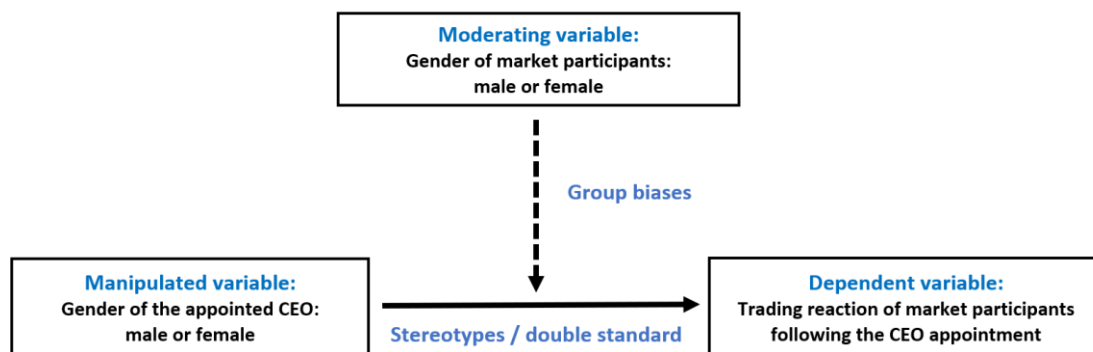 Moderating variable:
Gender of market participants:
male or female
Group biases
Manipulated variable:
Gender of the appointed CEO:
male or female
Stereotypes / double standard
Dependent variable:
Trading reaction of market participants
following the CEO appointment